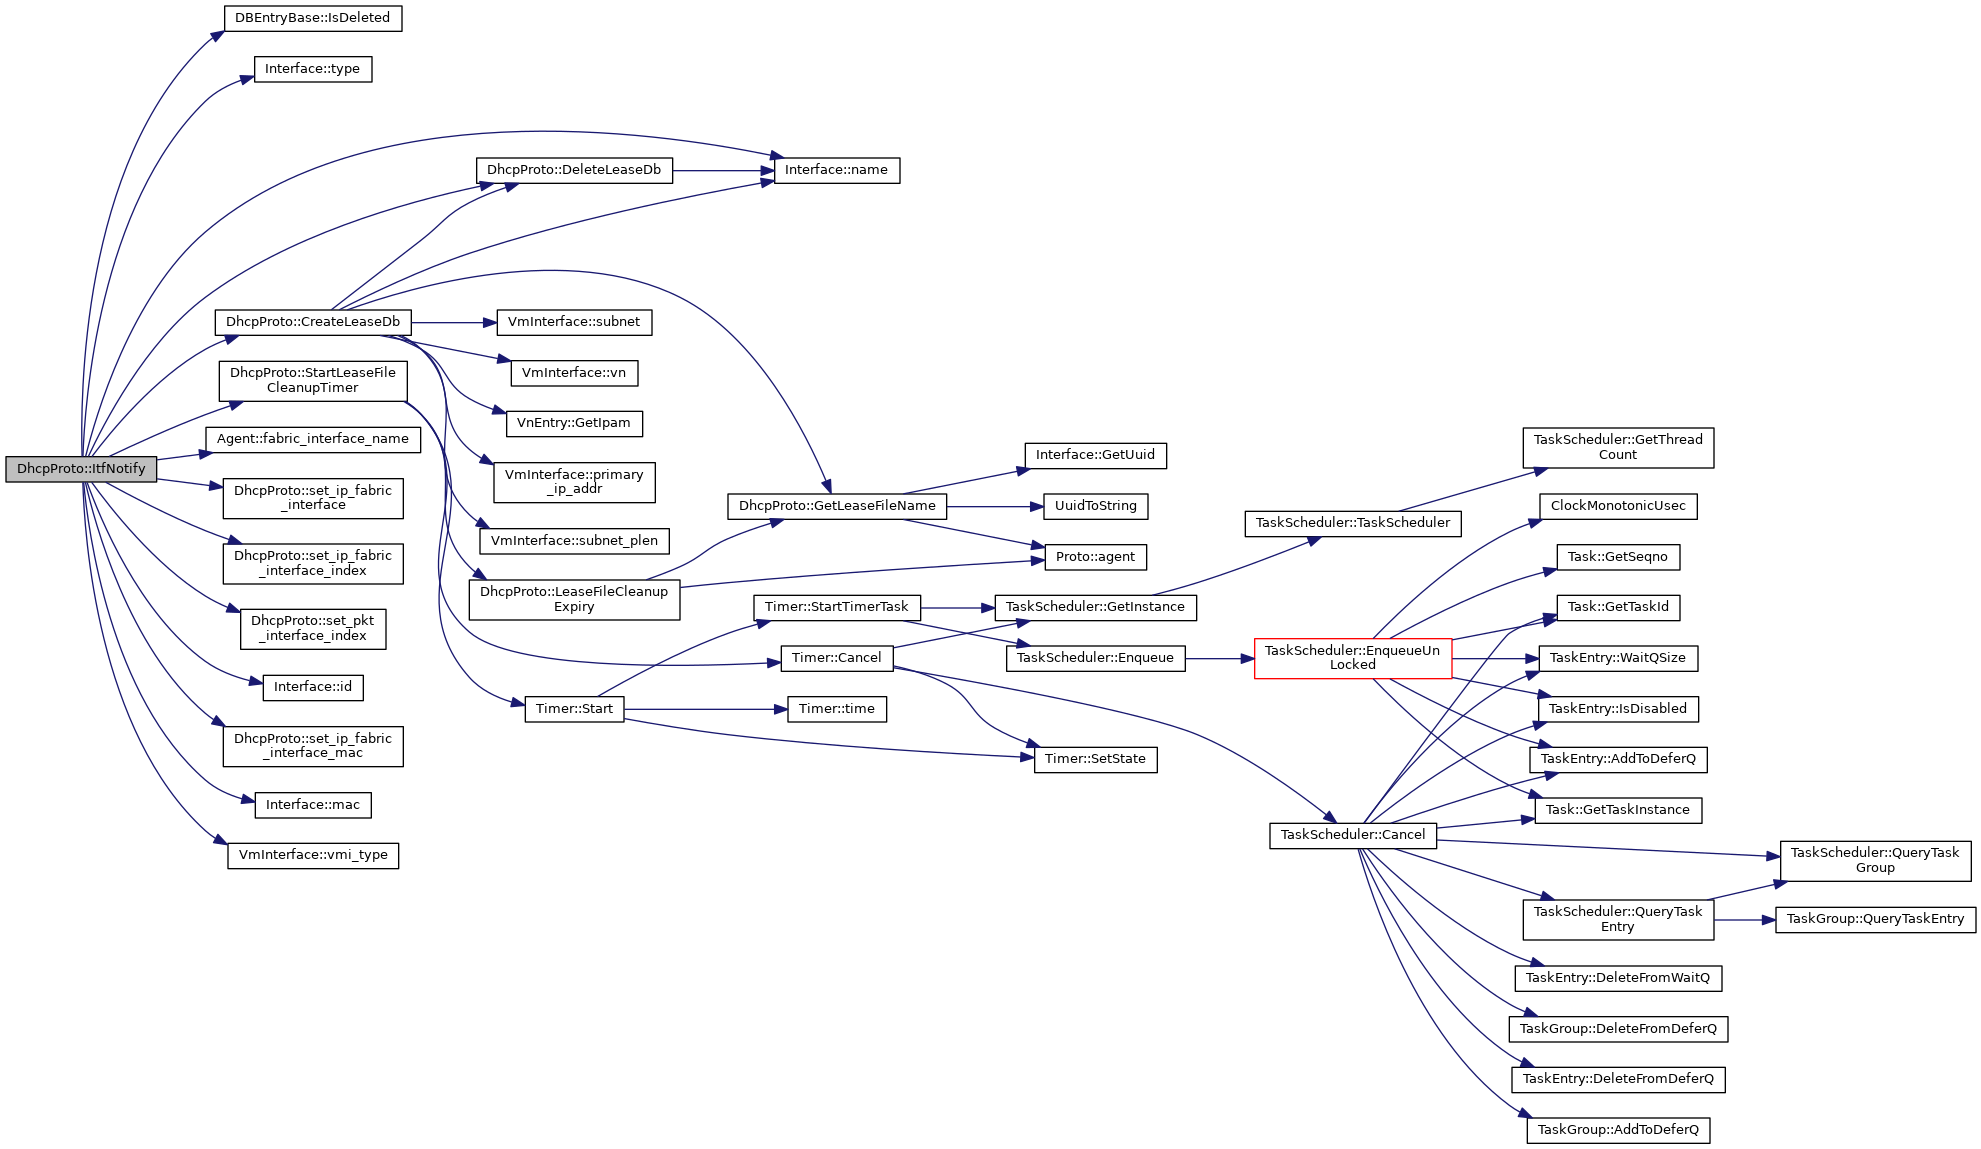 DBEntryBase::IsDeleted
Interface::type
DhcpProto::DeleteLeaseDb
Interface::name
DhcpProto::CreateLeaseDb
VmInterface::subnet
DhcpProto::StartLeaseFile
CleanupTimer
VmInterface::vn
VnEntry::GetIpam
Agent::fabric_interface_name
DhcpProto::ItfNotify
VmInterface::primary
_ip_addr
DhcpProto::set_ip_fabric
_interface
VmInterface::subnet_plen
DhcpProto::set_ip_fabric
_interface_index
DhcpProto::LeaseFileCleanup
Expiry
DhcpProto::set_pkt
_interface_index
Interface::id
DhcpProto::set_ip_fabric
_interface_mac
Interface::mac
VmInterface::vmi_type
DhcpProto::GetLeaseFileName
Interface::GetUuid
UuidToString
Proto::agent
Timer::StartTimerTask
TaskScheduler::GetInstance
Timer::Cancel
TaskScheduler::Enqueue
Timer::Start
Timer::time
Timer::SetState
TaskScheduler::TaskScheduler
TaskScheduler::GetThread
Count
TaskScheduler::EnqueueUn
Locked
ClockMonotonicUsec
Task::GetSeqno
Task::GetTaskId
TaskEntry::WaitQSize
TaskEntry::IsDisabled
TaskEntry::AddToDeferQ
Task::GetTaskInstance
TaskScheduler::Cancel
TaskScheduler::QueryTask
Group
TaskScheduler::QueryTask
Entry
TaskGroup::QueryTaskEntry
TaskEntry::DeleteFromWaitQ
TaskGroup::DeleteFromDeferQ
TaskEntry::DeleteFromDeferQ
TaskGroup::AddToDeferQ